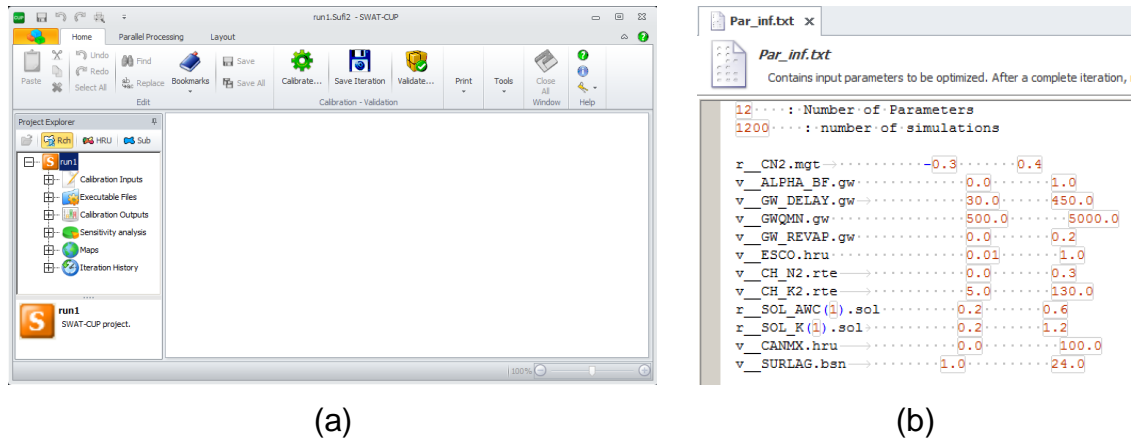 run1.Sufi2 - SWAT-CUP
Home Parallel Processing Layout
Paste
Undo
Redo
Select All
Find
Replace
Bookmarks
Save
Save All
Calibrate...
Save Iteration
Validate...
Print
Tools
Close All
Edit
Calibration - Validation
Window
Help
Project Explorer
Rch HRU Sub
run1
Calibration Inputs
Executable Files
Calibration Outputs
Sensitivity analysis
Maps
Iteration History
run1
SWAT-CUP project.
100%
(a)
Par_inf.txt x
Par_inf.txt
Contains input parameters to be optimized. After a complete iteration,
12 : Number of Parameters
1200 : number of simulations
r__CN2.mgt -0.3 0.4
v__ALPHA_BF.gw 0.0 1.0
v__GW_DELAY.gw 30.0 450.0
v__GWQMN.gw 500.0 5000.0
v__GW_REVAP.gw 0.0 0.2
v__ESCO.hru 0.01 1.0
v__CH_N2.rte 0.0 0.3
v__CH_K2.rte 5.0 130.0
r__SOL_AWC(1).sol 0.2 0.6
r__SOL_K(1).sol 0.2 1.2
v__CANMX.hru 0.0 100.0
v__SURLAG.bsn 1.0 24.0
(b)